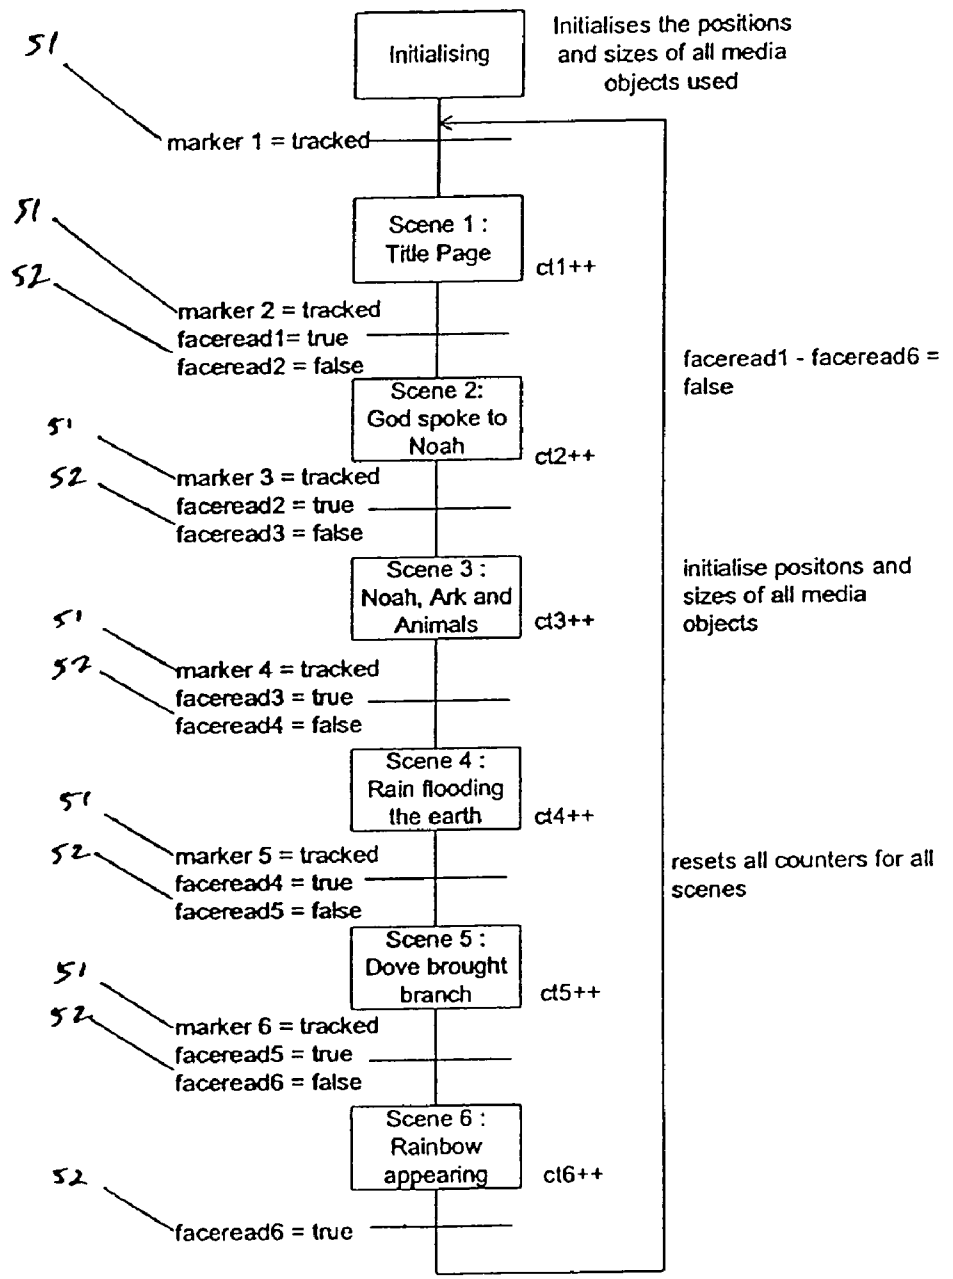 Initialising
Initialises the positions
and sizes of all media
objects used
51
marker 1 = tracked
Scene 1 :
Title Page
ct1++
51
52
marker 2 = tracked
faceread1= true
faceread2 = false
faceread1 - faceread6 =
false
Scene 2:
God spoke to
Noah
ct2++
51
52
marker 3 = tracked
faceread2 = true
faceread3 = false
Scene 3 :
Noah, Ark and
Animals
ct3++
initialise positons and
sizes of all media
objects
51
52
marker 4 = tracked
faceread3 = true
faceread4 = false
Scene 4 :
Rain flooding
the earth
ct4++
51
52
marker 5 = tracked
faceread4 = true
faceread5 = false
resets all counters for all
scenes
Scene 5 :
Dove brought
branch
ct5++
51
52
marker 6 = tracked
faceread5 = true
faceread6 = false
Scene 6 :
Rainbow
appearing
ct6++
52
faceread6 = true